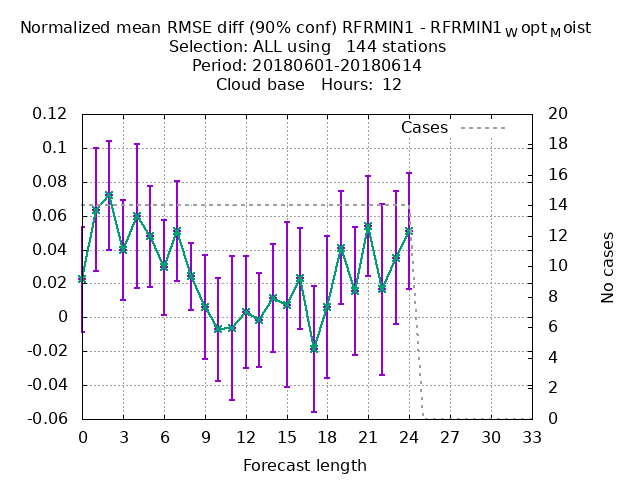 Normalized mean RMSE diff (90% conf) RFRMIN1 - RFRMIN1WoptMoist
Selection: ALL using 144 stations
Period: 20180601-20180614
Cloud base Hours: 12
Cases
0.12
0.1
0.08
0.06
0.04
0.02
0
-0.02
-0.04
-0.06
20
18
16
14
12
10
8
6
4
2
0
No cases
0 3 6 9 12 15 18 21 24 27 30 33
Forecast length